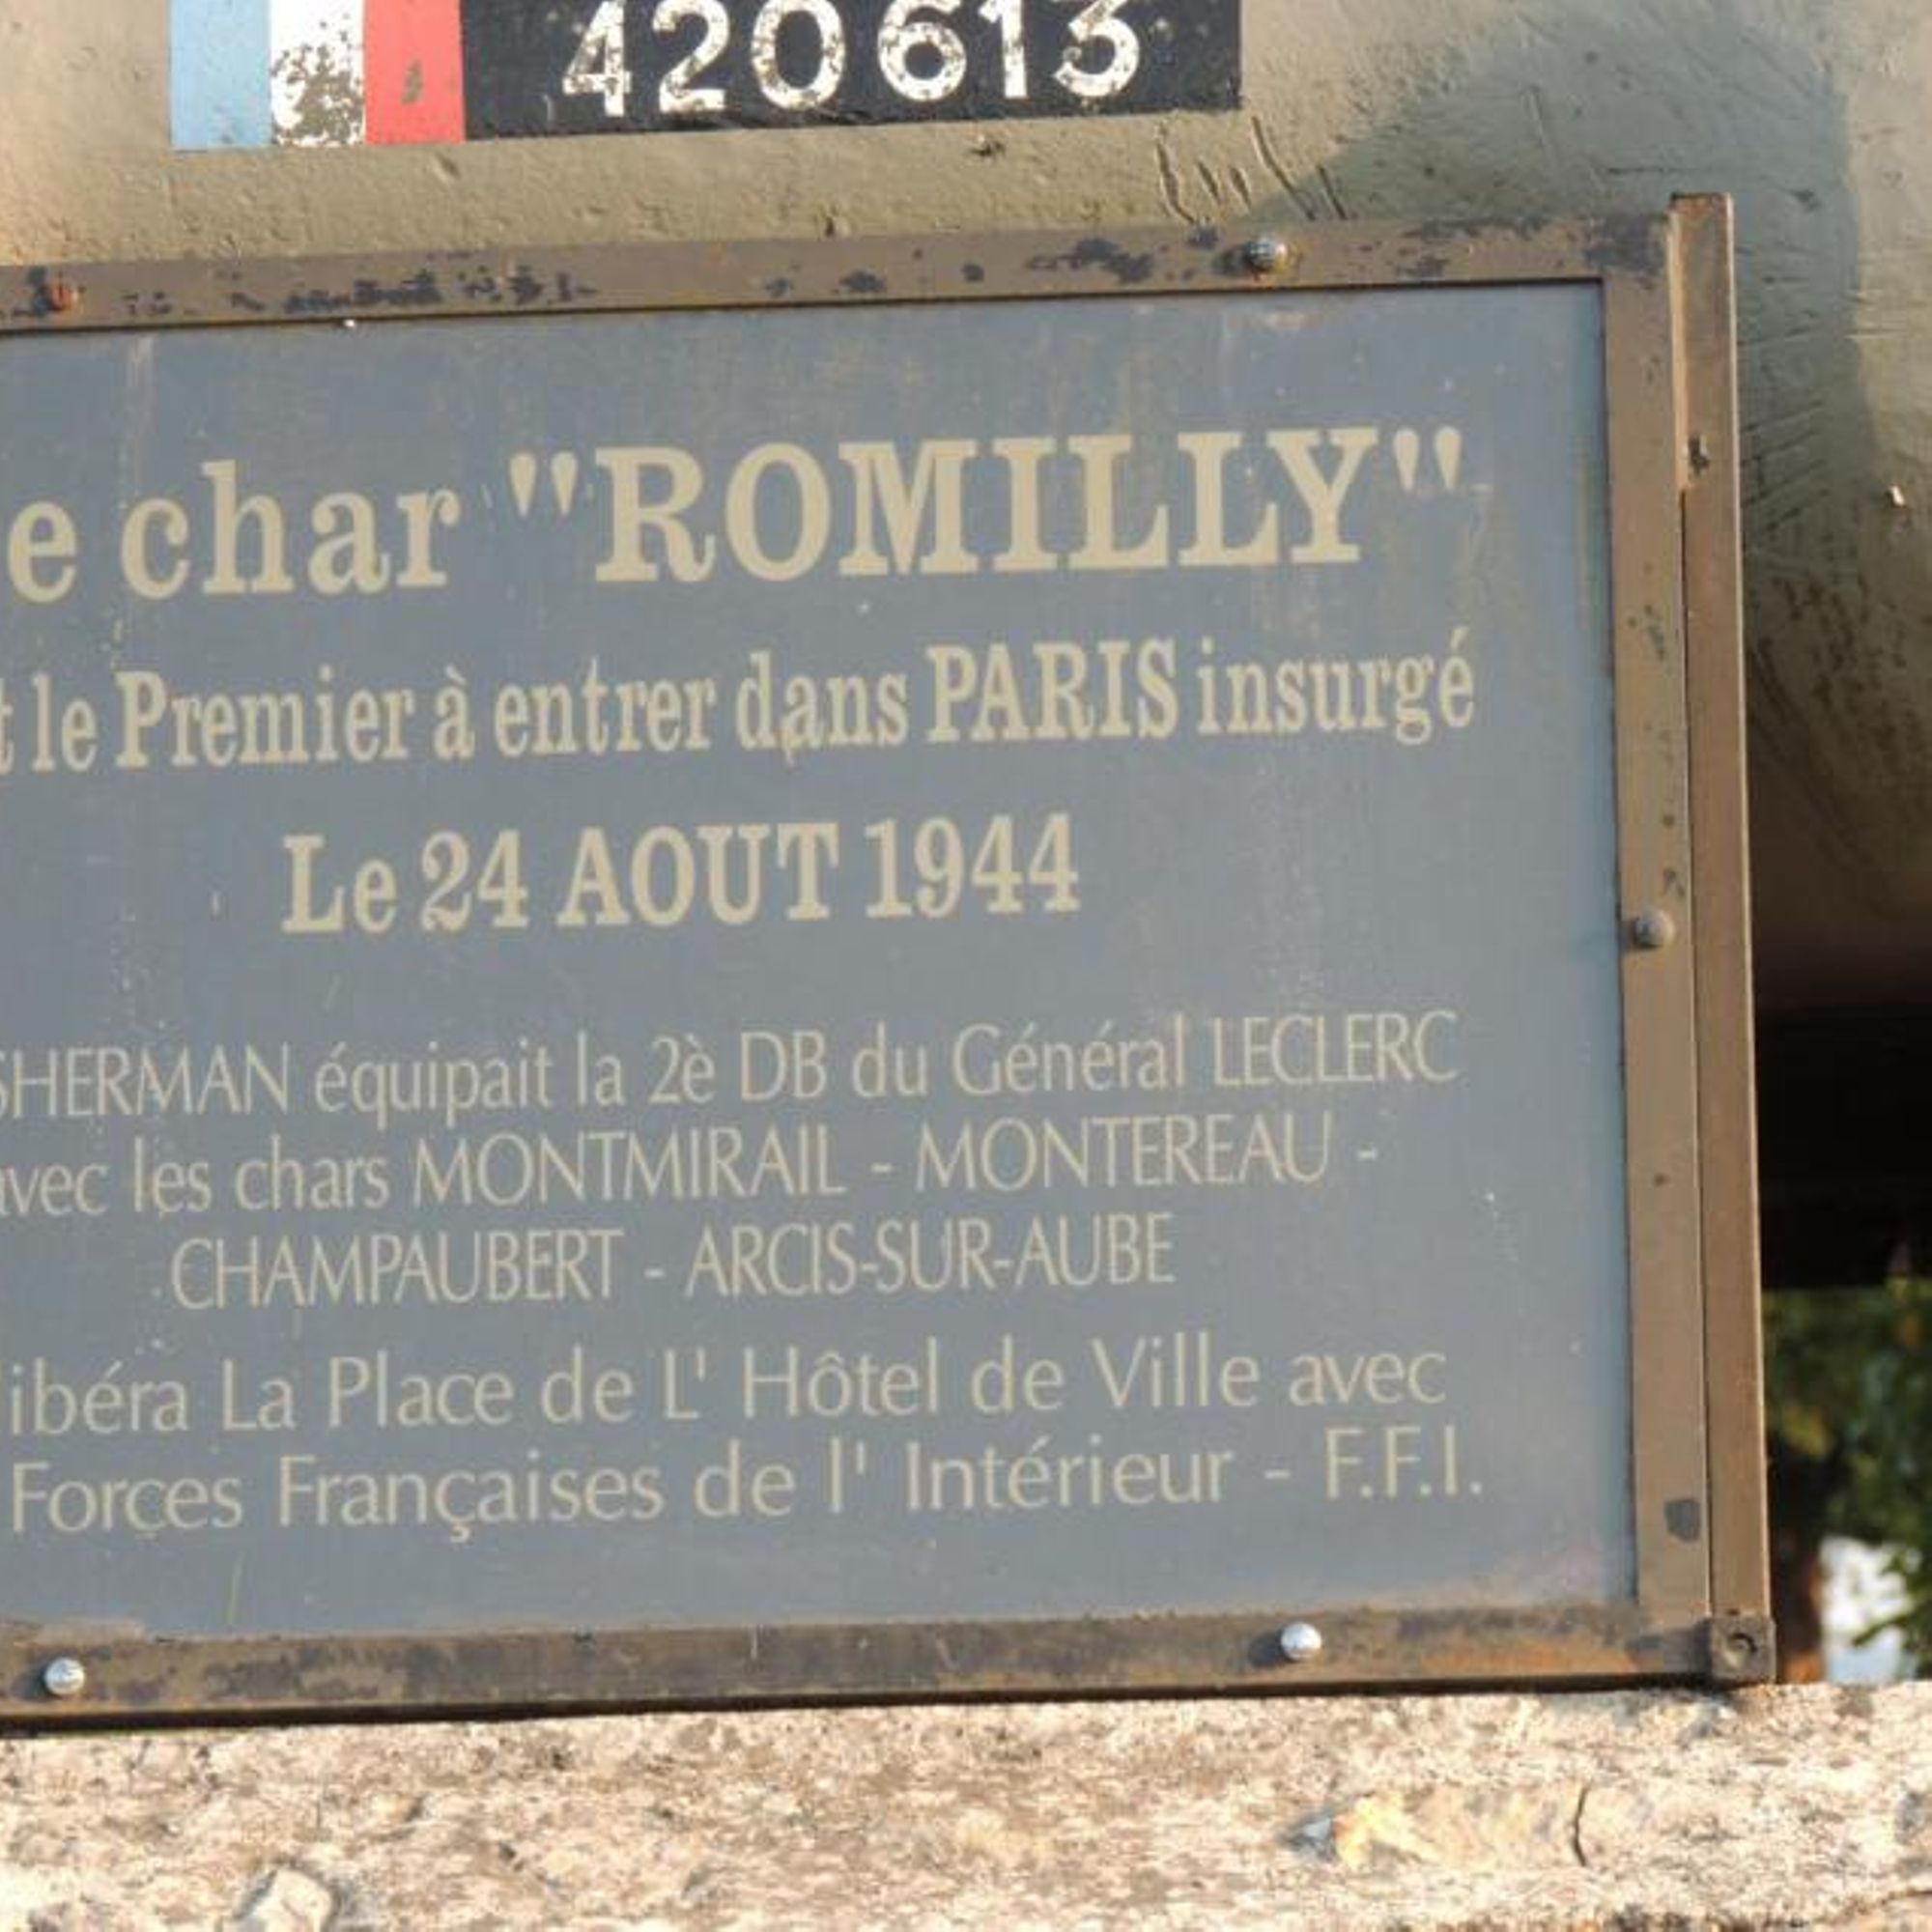 420613
e char "ROMILLY"
t le Premier à entrer dans PARIS insurgé
Le 24 AOUT 1944
SHERMAN équipait la 2è DB du Général LECLERC
avec les chars MONTMIRAIL - MONTEREAU -
CHAMPAUBERT - ARCIS-SUR-AUBE
libéra La Place de L' Hôtel de Ville avec
Forces Françaises de l' Intérieur - F.F.I.